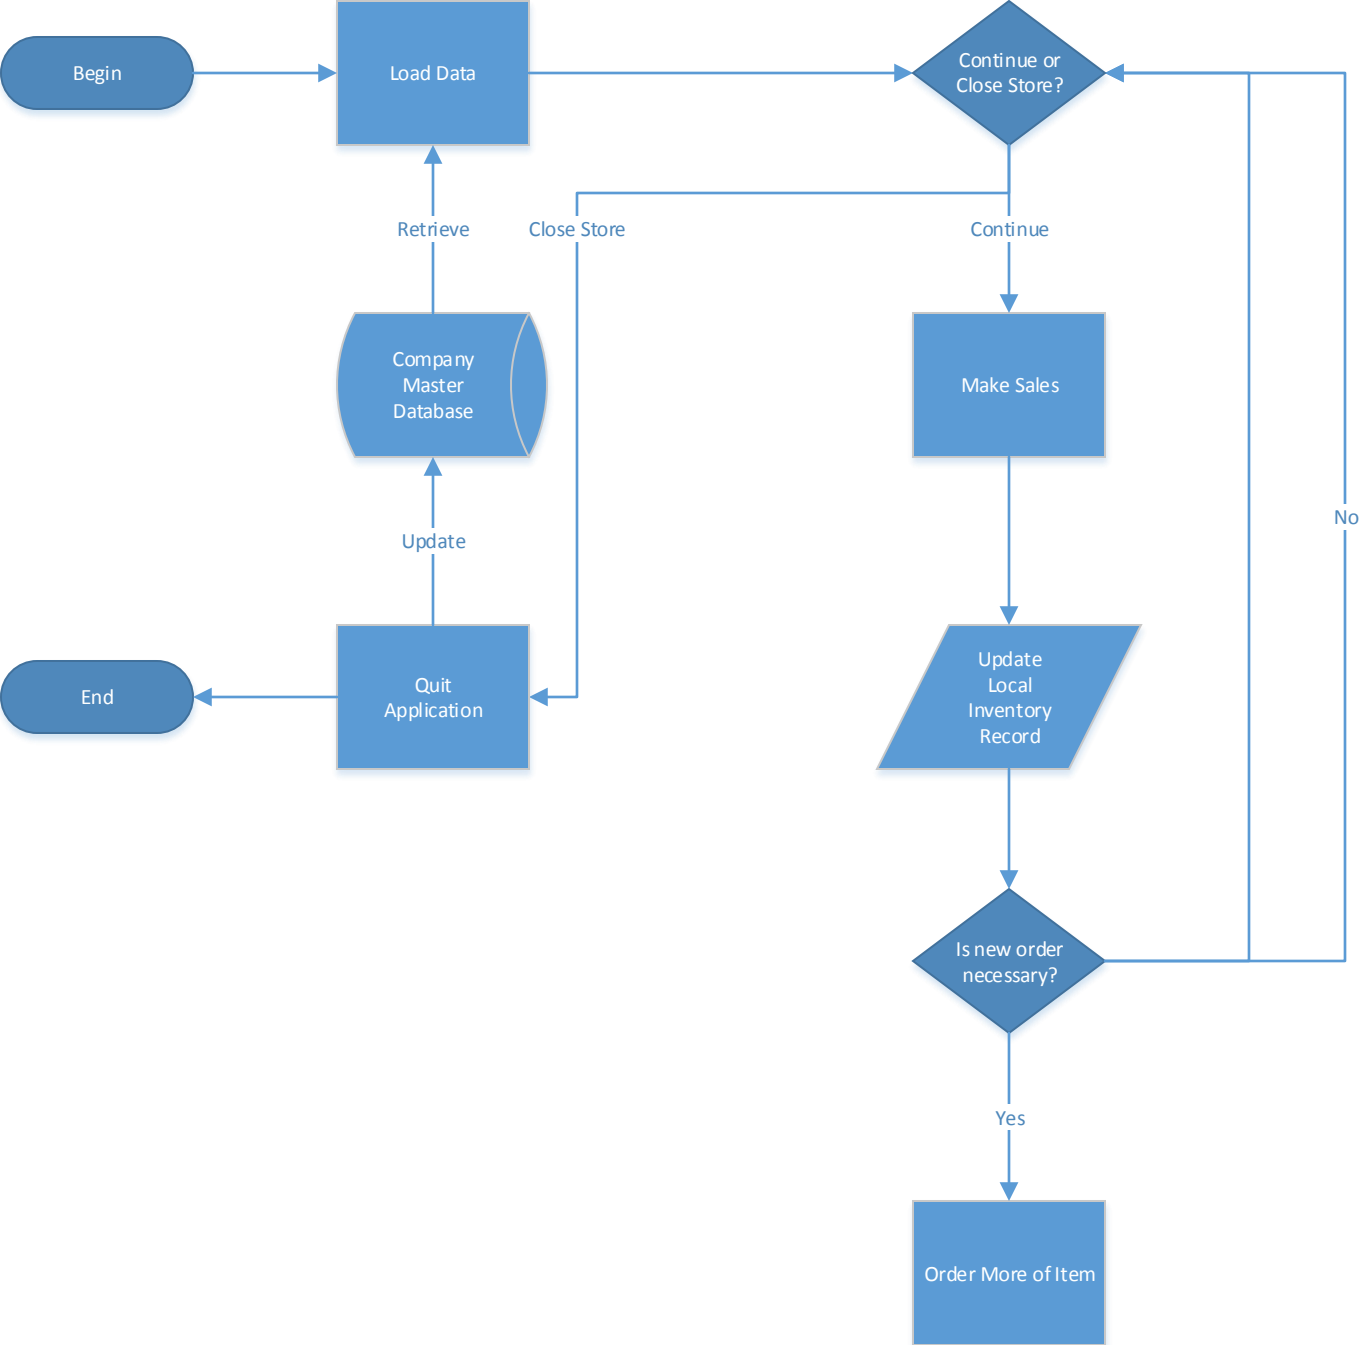 Begin
Load Data
Continue or
Close Store?
Retrieve
Close Store
Continue
Company
Master
Database
Make Sales
No
Update
Update
Local
Inventory
Record
End
Quit
Application
Is new order
necessary?
Yes
Order More of Item